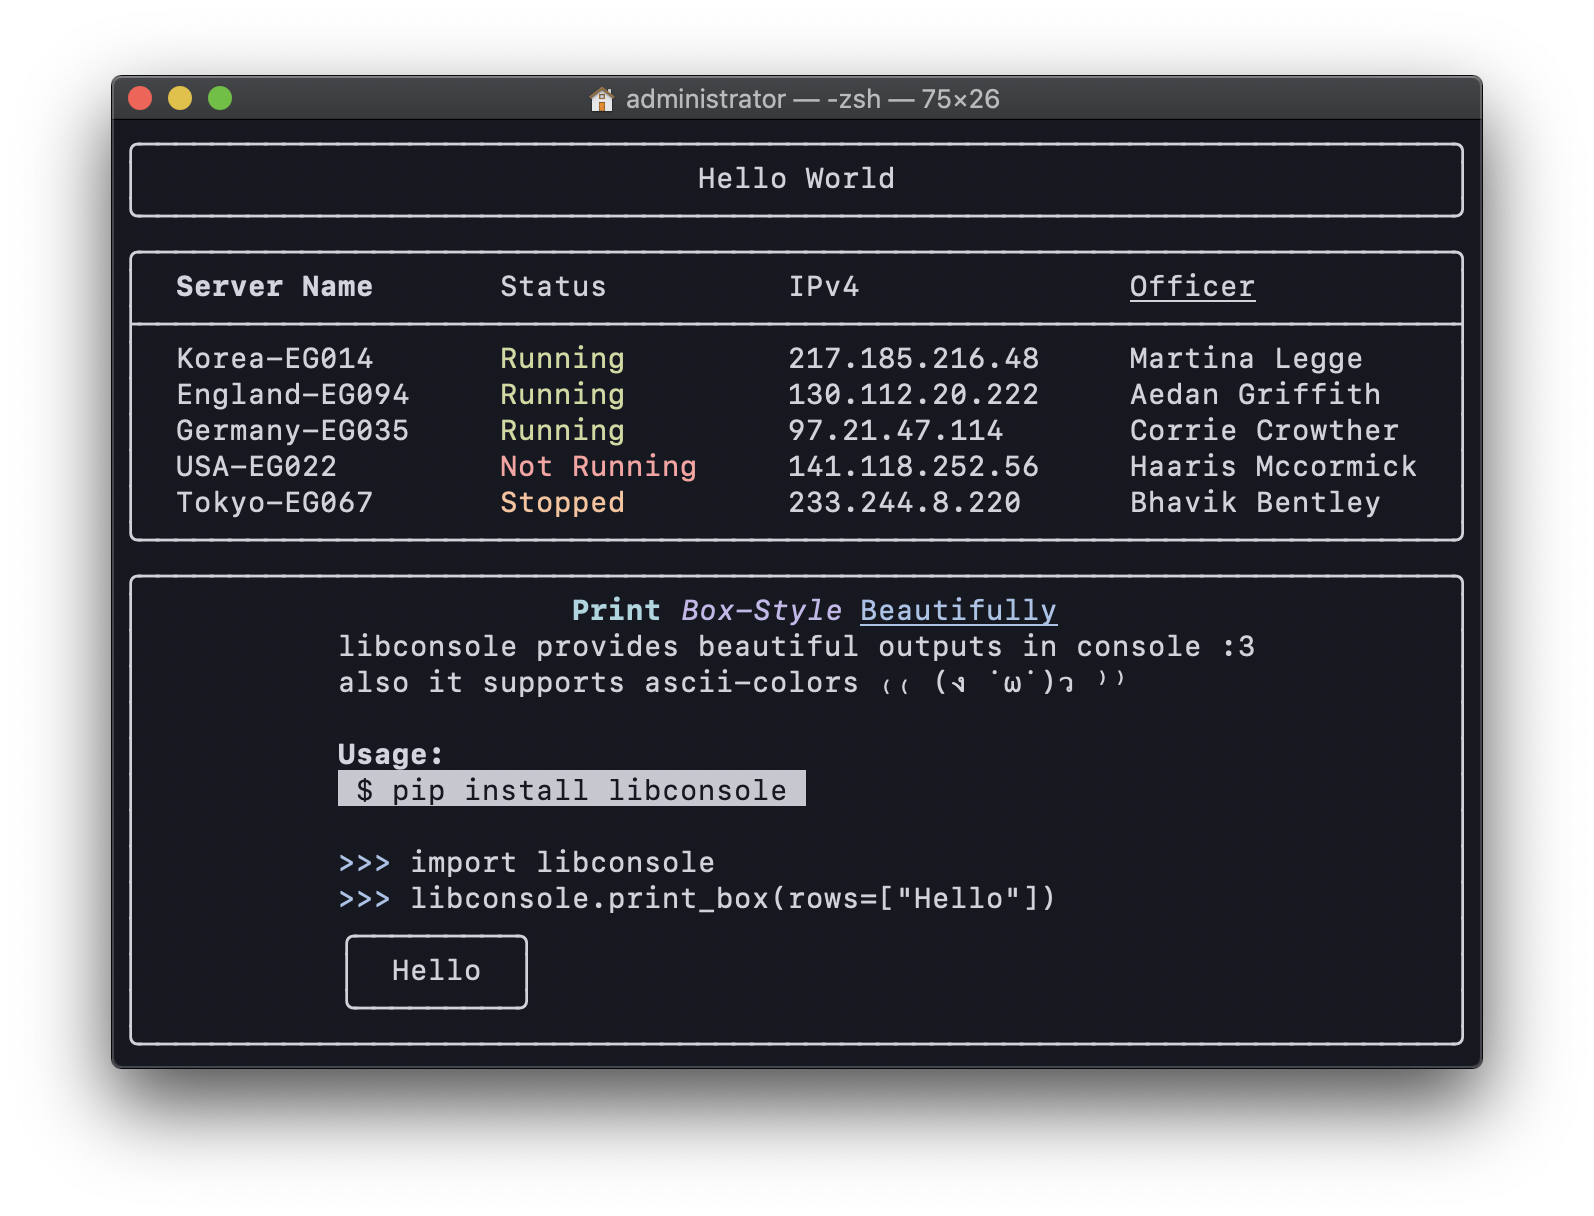 administrator — -zsh — 75×26
Hello World
Server Name Status IPv4 Officer
Korea-EG014 Running 217.185.216.48 Martina Legge
England-EG094 Running 130.112.20.222 Aedan Griffith
Germany-EG035 Running 97.21.47.114 Corrie Crowther
USA-EG022 Not Running 141.118.252.56 Haaris Mccormick
Tokyo-EG067 Stopped 233.244.8.220 Bhavik Bentley
Print Box-Style Beautifully
libconsole provides beautiful outputs in console :3
also it supports ascii-colors ₍₍ (ง ˙ω˙)ว ⁾⁾
Usage:
$ pip install libconsole
>>> import libconsole
>>> libconsole.print_box(rows=["Hello"])
Hello